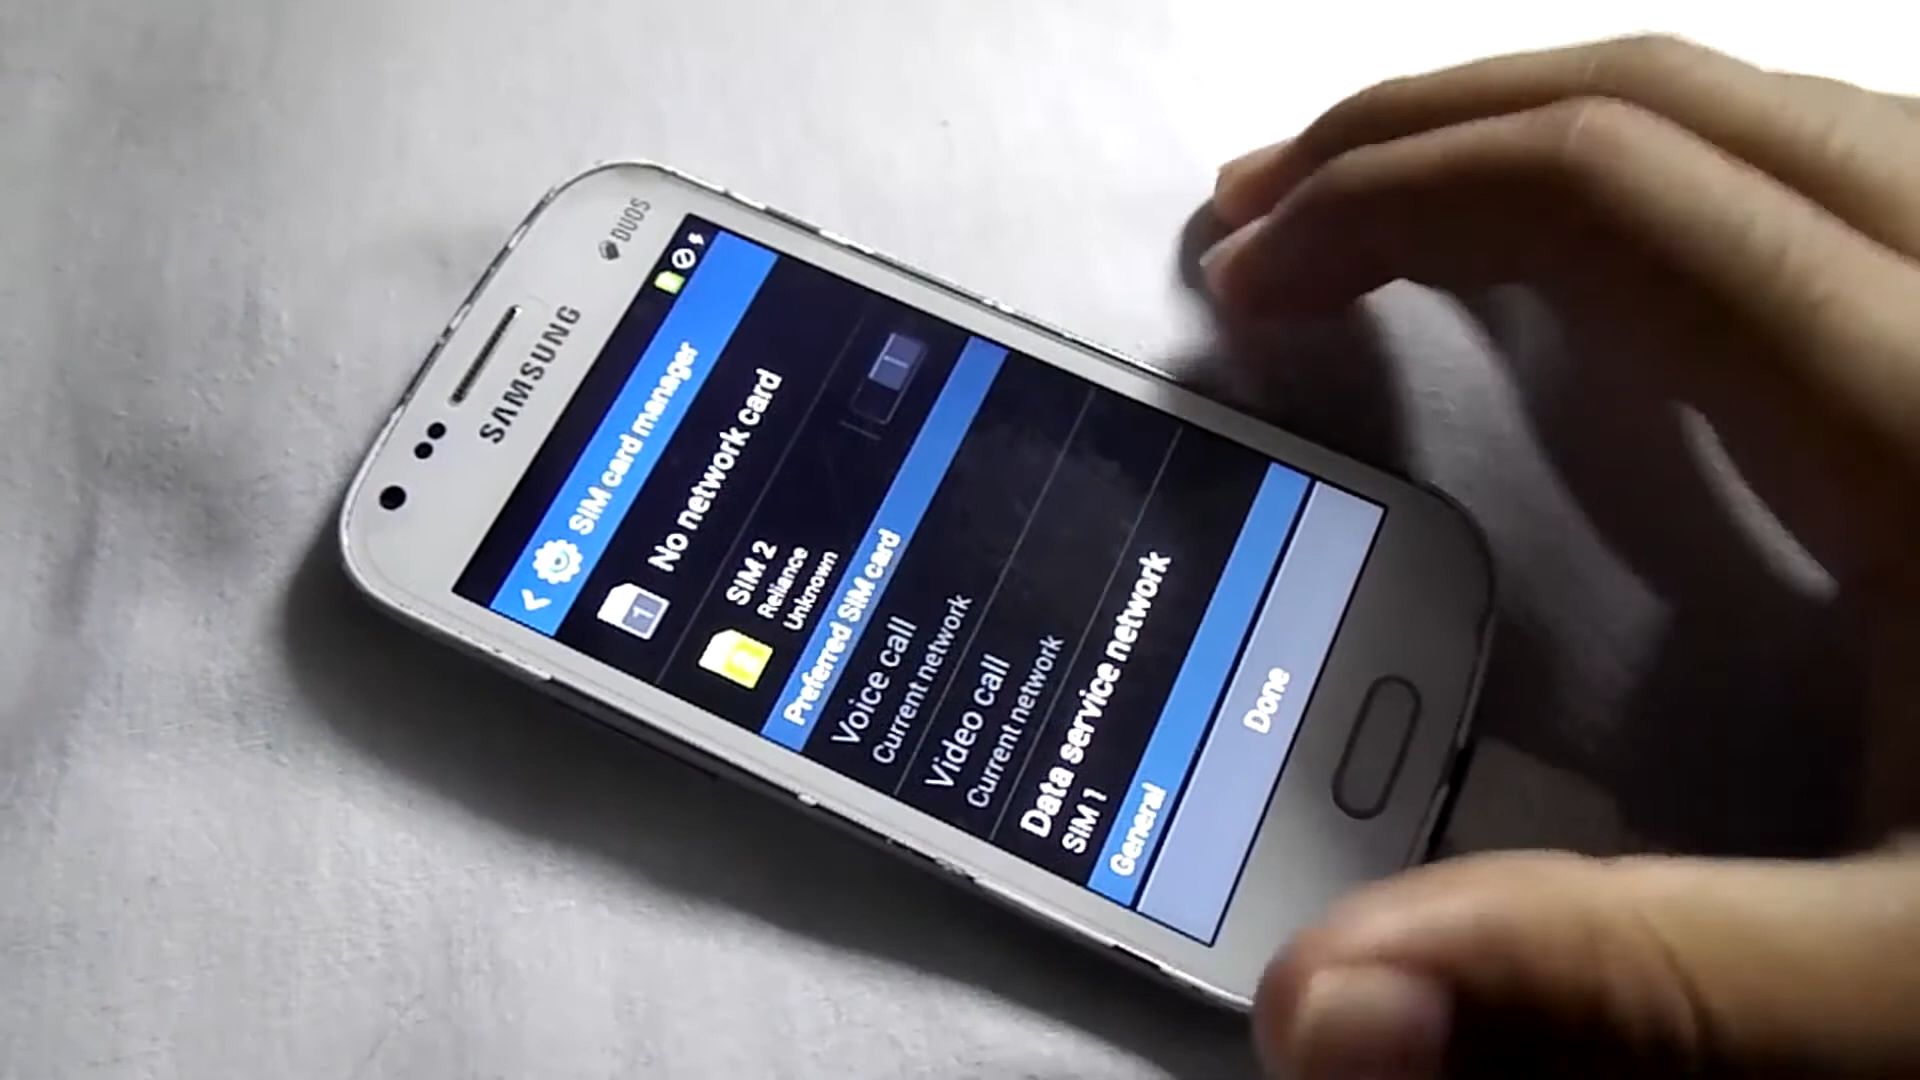 DUOS
SAMSUNG
SIM card manager
1
No network card
2
SIM 2
Reliance
Unknown
Preferred SIM card
Voice call
Current network
Video call
Current network
Data service network
SIM 1
General
Done